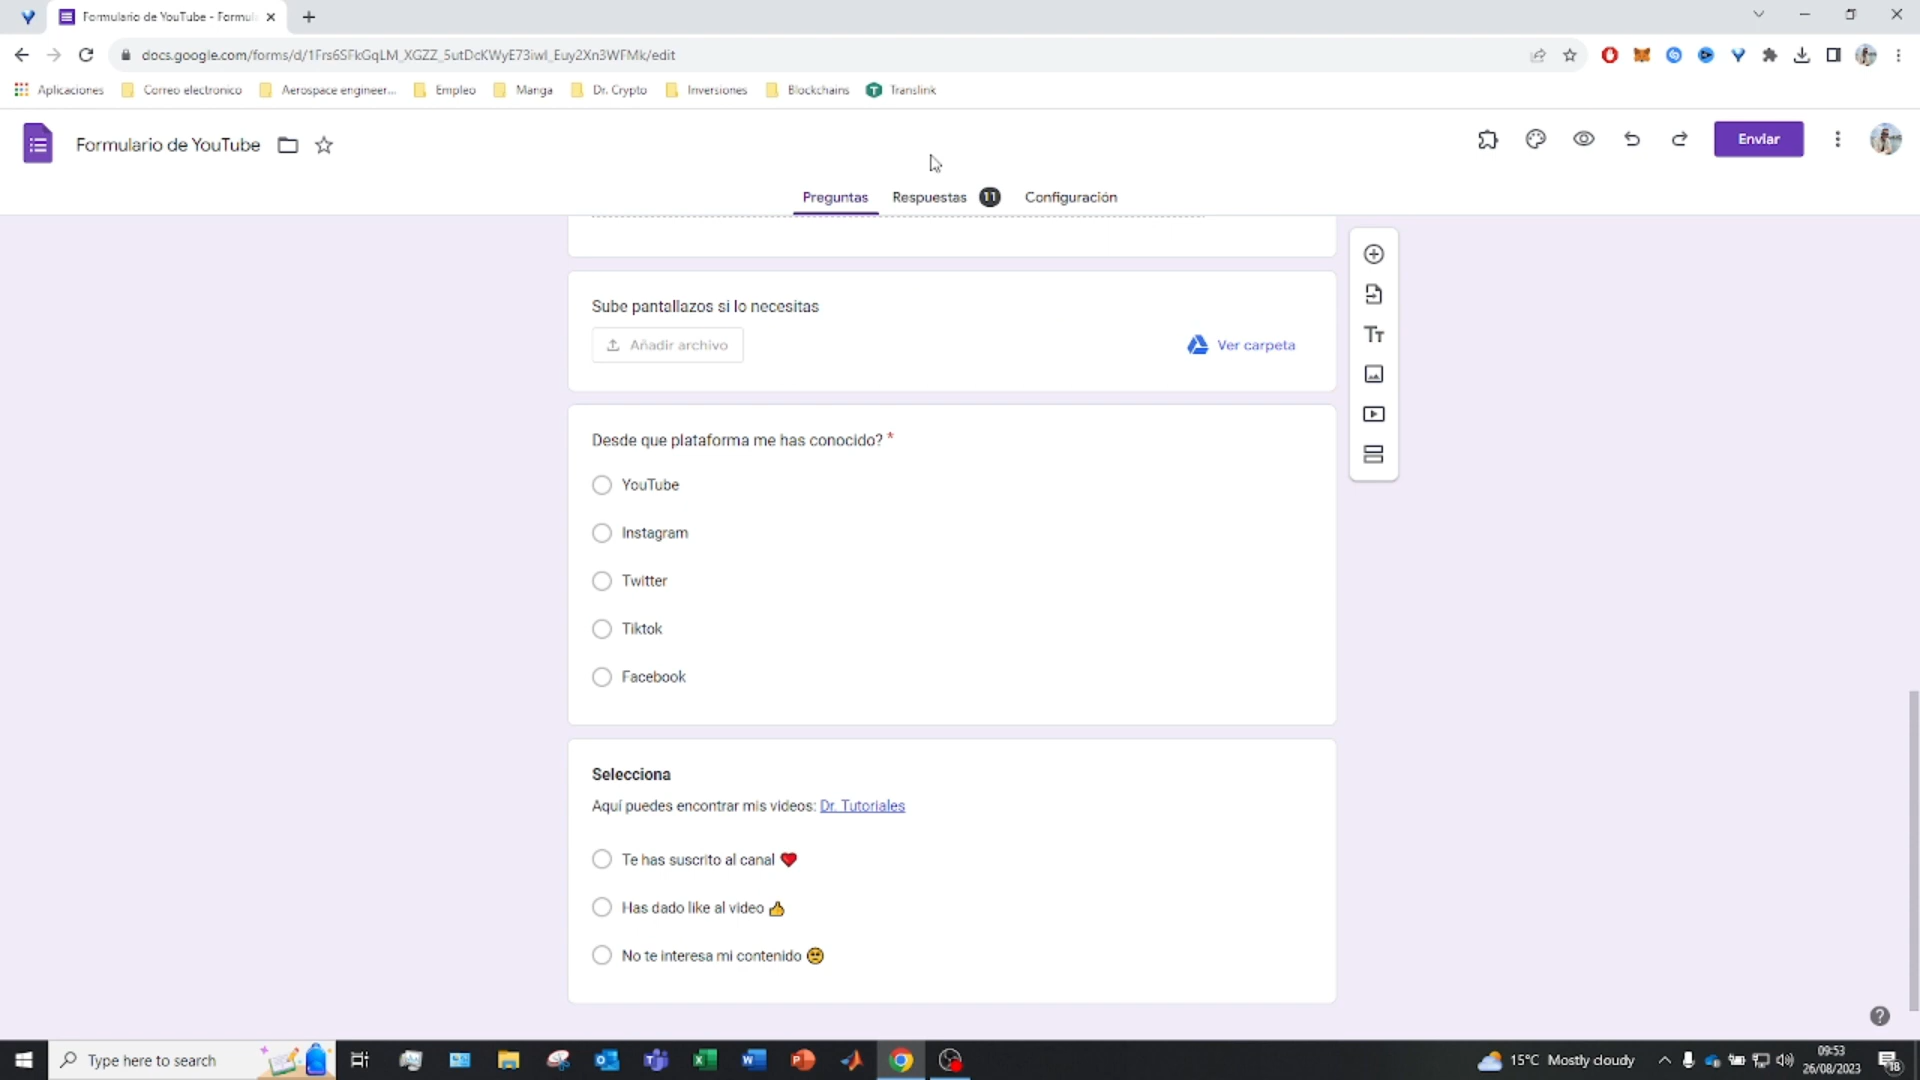 Formulario de YouTube - Formul
docs.google.com/forms/d/1Frs6SFkGqLM_XGZZ_5utDcKWyE73iwI_Euy2Xn3WFMk/edit
Aplicaciones Correo electronico Aerospace engineer... Empleo Manga Dr. Crypto Inversiones Blockchains Translink
Formulario de YouTube
Enviar
Preguntas Respuestas 11 Configuración
Sube pantallazos si lo necesitas
Añadir archivo Ver carpeta
Desde que plataforma me has conocido? *
YouTube
Instagram
Twitter
Tiktok
Facebook
Selecciona
Aquí puedes encontrar mis videos: Dr. Tutoriales
Te has suscrito al canal ❤️
Has dado like al video 👍
No te interesa mi contenido 🥺
Type here to search
15°C Mostly cloudy
09:53
26/08/2023
18